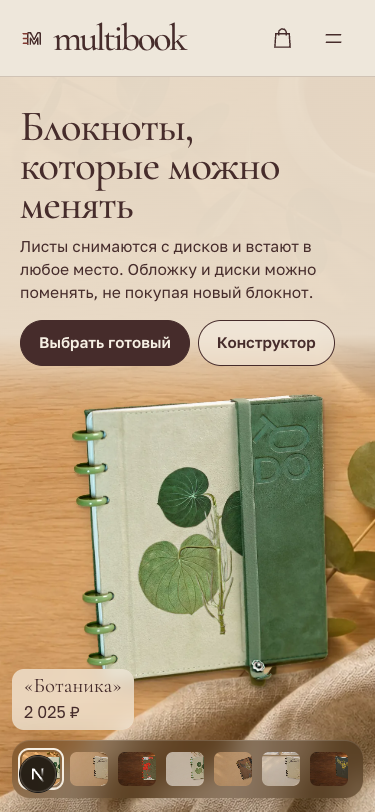 multibook
Блокноты,
которые можно
менять
Листы снимаются с дисков и встают в
любое место. Обложку и диски можно
поменять, не покупая новый блокнот.
Выбрать готовый
Конструктор
«Ботаника»
2 025 ₽
N